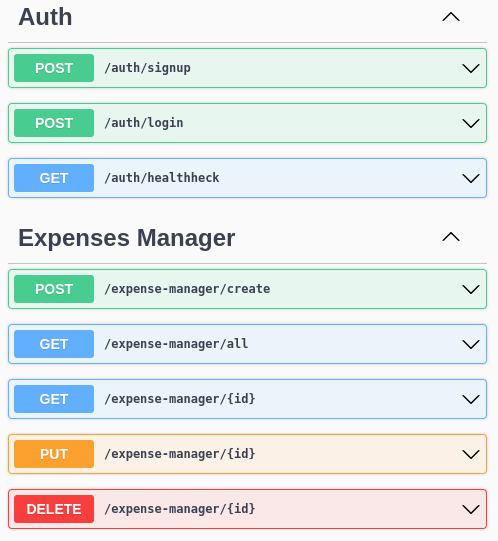 Auth
POST /auth/signup
POST /auth/login
GET /auth/healthheck
Expenses Manager
POST /expense-manager/create
GET /expense-manager/all
GET /expense-manager/{id}
PUT /expense-manager/{id}
DELETE /expense-manager/{id}